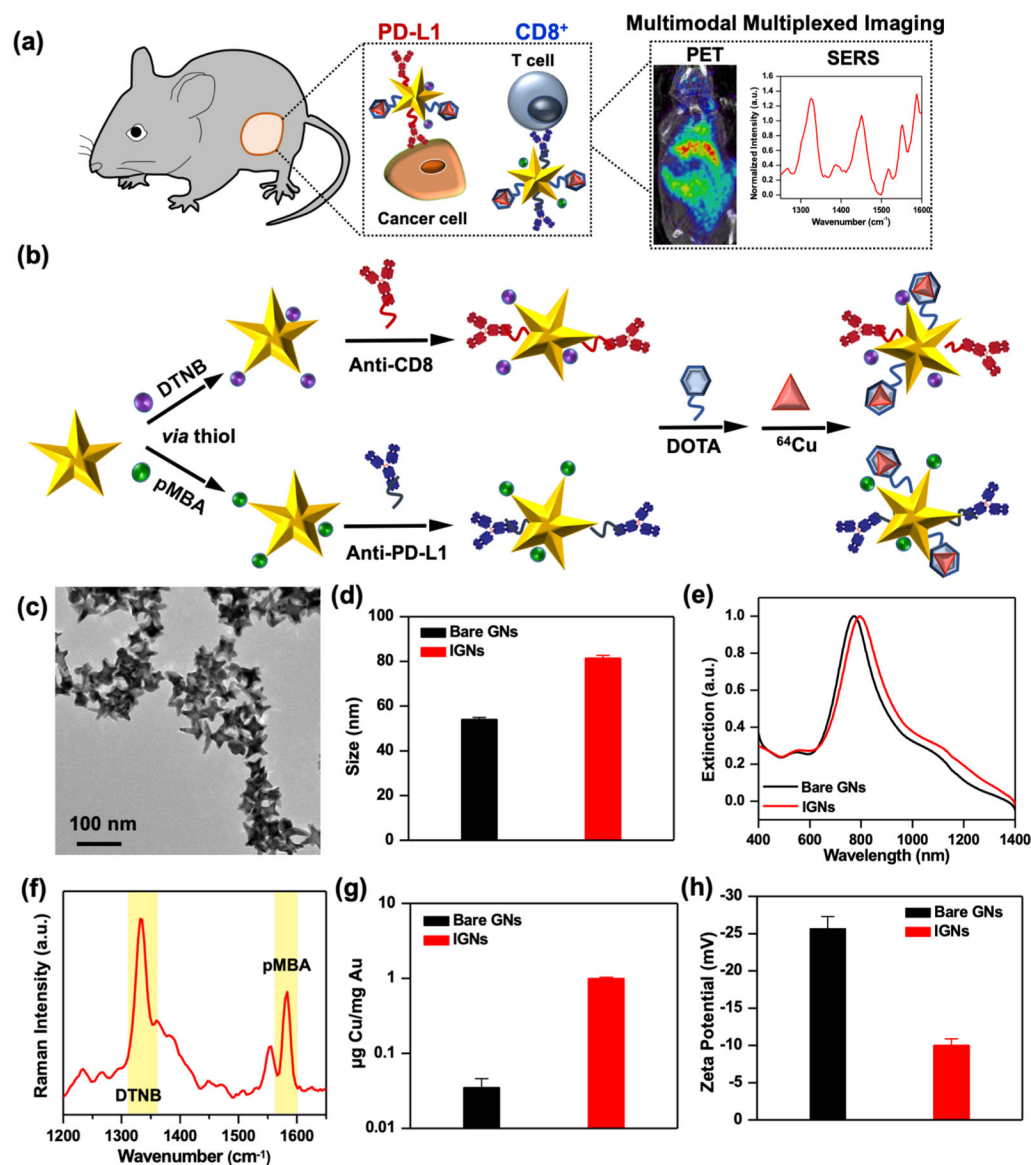 (a)
PD-L1
CD8⁺
T cell
Cancer cell
Multimodal Multiplexed Imaging
PET
SERS
Normalized Intensity (a.u.)
1.6
1.4
1.2
1.0
0.8
0.6
0.4
0.2
0.0
1300
1400
1500
1600
Wavenumber (cm⁻¹)
(b)
DTNB
via thiol
pMBA
Anti-CD8
Anti-PD-L1
DOTA
⁶⁴Cu
(c)
100 nm
(d)
Bare GNs
IGNs
Size (nm)
100
80
60
40
20
0
(e)
Extinction (a.u.)
1.0
0.8
0.6
0.4
0.2
0.0
Bare GNs
IGNs
400
600
800
1000
1200
1400
Wavelength (nm)
(f)
Raman Intensity (a.u.)
DTNB
pMBA
1200
1300
1400
1500
1600
Wavenumber (cm⁻¹)
(g)
Bare GNs
IGNs
µg Cu/mg Au
10
1
0.1
0.01
(h)
Bare GNs
IGNs
Zeta Potential (mV)
-30
-25
-20
-15
-10
-5
0